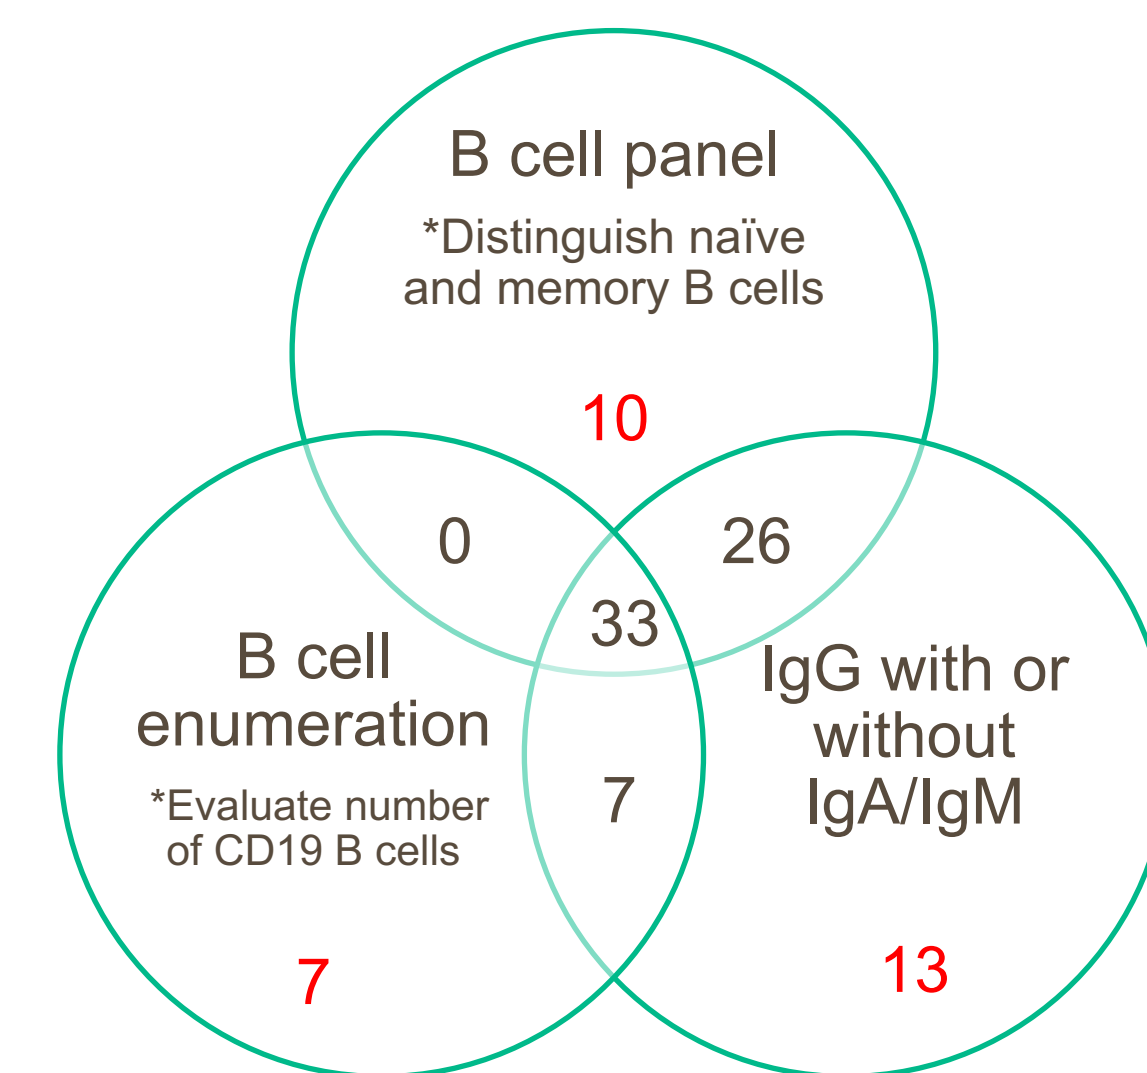 B cell panel
*Distinguish naïve
and memory B cells
10
0
26
33
B cell
enumeration
*Evaluate number
of CD19 B cells
7
7
IgG with or
without
IgA/IgM
13